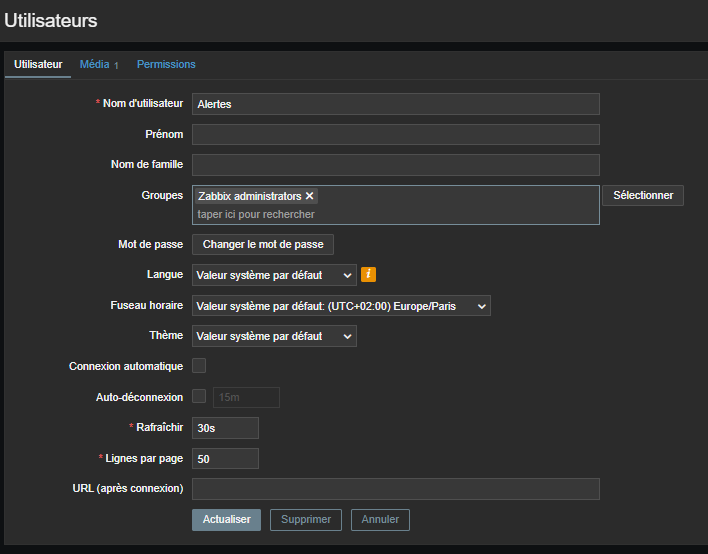 Utilisateurs
Utilisateur Média 1 Permissions
* Nom d'utilisateur Alertes
Prénom
Nom de famille
Groupes Zabbix administrators ✕ Sélectionner
taper ici pour rechercher
Mot de passe Changer le mot de passe
Langue Valeur système par défaut i
Fuseau horaire Valeur système par défaut: (UTC+02:00) Europe/Paris
Thème Valeur système par défaut
Connexion automatique
Auto-déconnexion 15m
* Rafraîchir 30s
* Lignes par page 50
URL (après connexion)
Actualiser Supprimer Annuler